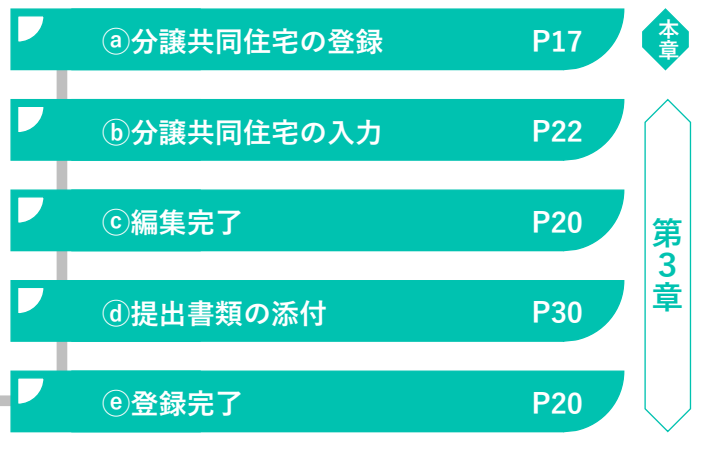 ⓐ分譲共同住宅の登録 P17
本章
ⓑ分譲共同住宅の入力 P22
ⓒ編集完了 P20
ⓓ提出書類の添付 P30
ⓔ登録完了 P20
第3章